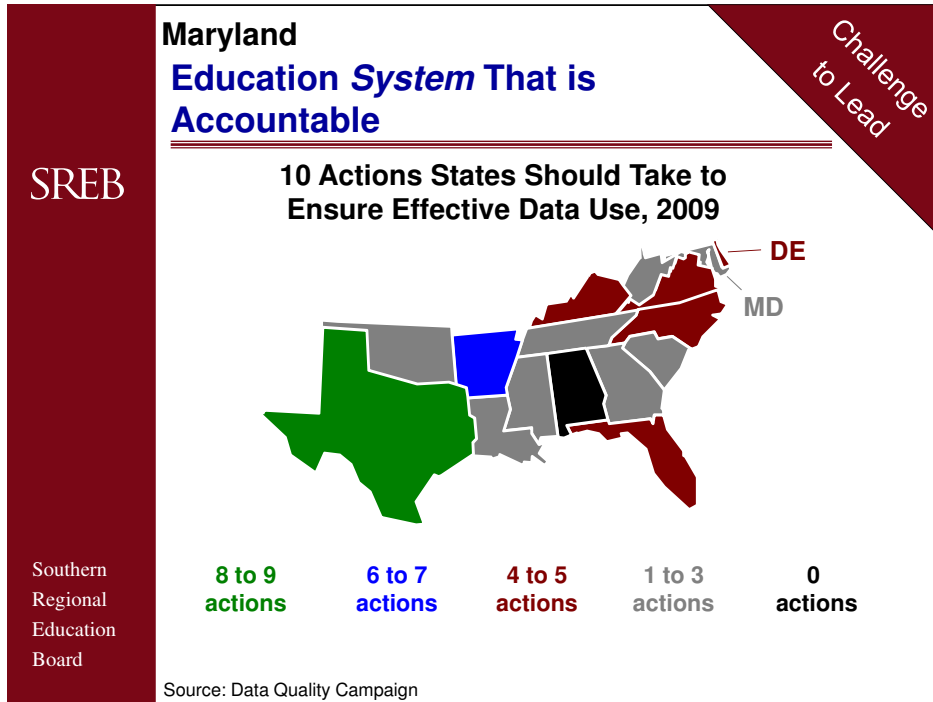 Maryland
Education System That is
Accountable
Challenge
to Lead
SREB
10 Actions States Should Take to
Ensure Effective Data Use, 2009
DE
MD
8 to 9
actions
6 to 7
actions
4 to 5
actions
1 to 3
actions
0
actions
Southern
Regional
Education
Board
Source: Data Quality Campaign